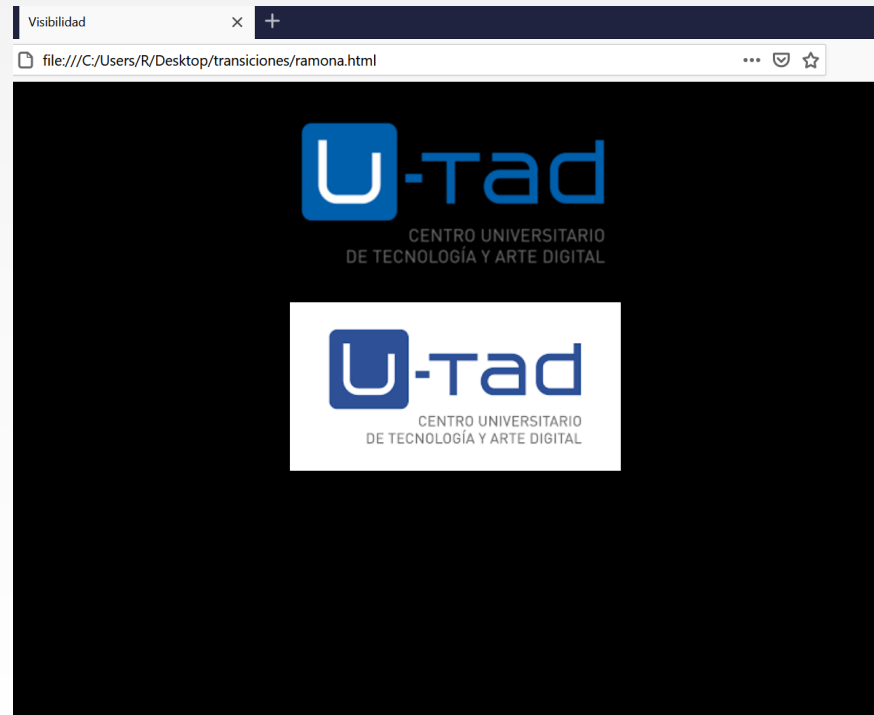 Visibilidad
file:///C:/Users/R/Desktop/transiciones/ramona.html
U-tad
CENTRO UNIVERSITARIO
DE TECNOLOGÍA Y ARTE DIGITAL
U-tad
CENTRO UNIVERSITARIO
DE TECNOLOGÍA Y ARTE DIGITAL